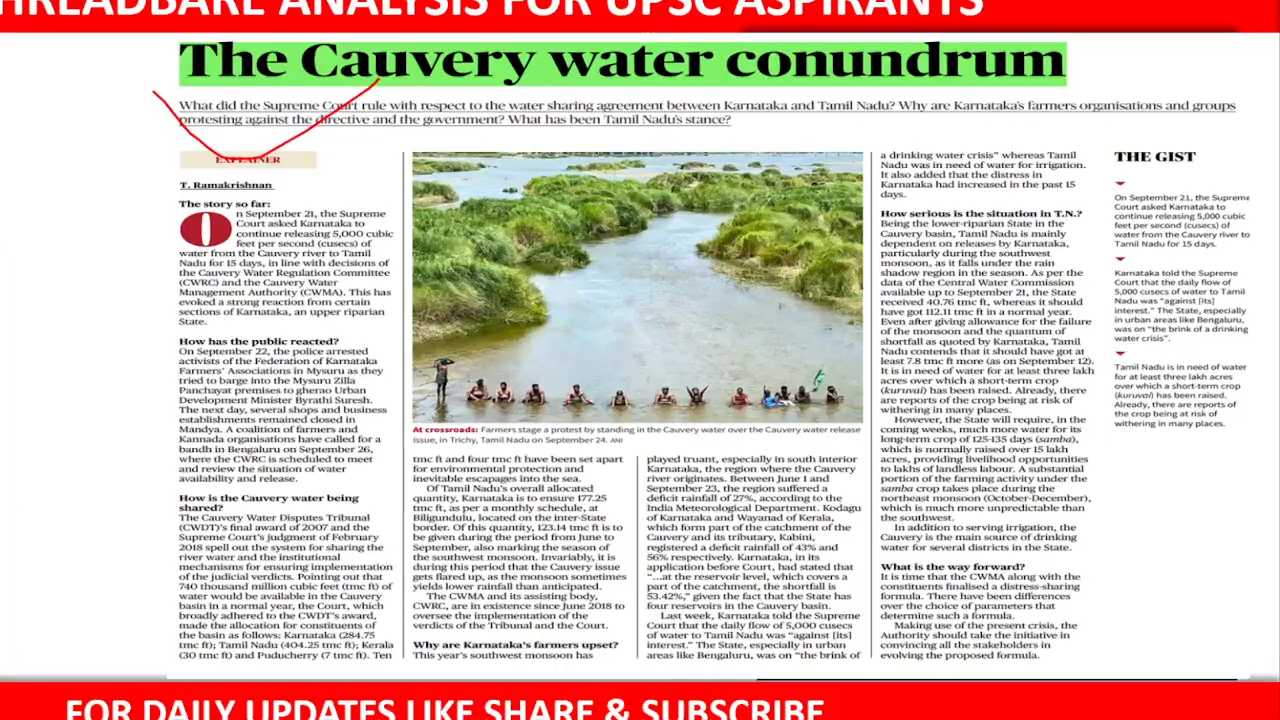 THREADBARE ANALYSIS FOR UPSC ASPIRANTS
The Cauvery water conundrum
What did the Supreme Court rule with respect to the water sharing agreement between Karnataka and Tamil Nadu? Why are Karnataka's farmers organisations and groups
protesting against the directive and the government? What has been Tamil Nadu's stance?
EXPLAINER
T. Ramakrishnan
The story so far:
On September 21, the Supreme
Court asked Karnataka to
continue releasing 5,000 cubic
feet per second (cusecs) of
water from the Cauvery river to Tamil
Nadu for 15 days, in line with decisions of
the Cauvery Water Regulation Committee
(CWRC) and the Cauvery Water
Management Authority (CWMA). This has
evoked a strong reaction from certain
sections of Karnataka, an upper riparian
State.
How has the public reacted?
On September 22, the police arrested
activists of the Federation of Karnataka
Farmers' Associations in Mysuru as they
tried to barge into the Mysuru Zilla
Panchayat premises to gherao Urban
Development Minister Byrathi Suresh.
The next day, several shops and business
establishments remained closed in
Mandya. A coalition of farmers and
Kannada organisations have called for a
bandh in Bengaluru on September 26,
where the CWRC is scheduled to meet
and review the situation of water
availability and release.
How is the Cauvery water being
shared?
The Cauvery Water Disputes Tribunal
(CWDT)'s final award of 2007 and the
Supreme Court's judgment of February
2018 spell out the system for sharing the
river water and the institutional
mechanisms for ensuring implementation
of the judicial verdicts. Pointing out that
740 thousand million cubic feet (tmc ft) of
water would be available in the Cauvery
basin in a normal year, the Court, which
broadly adhered to the CWDT's award,
made the allocation for constituents of
the basin as follows: Karnataka (284.75
tmc ft); Tamil Nadu (404.25 tmc ft); Kerala
(30 tmc ft) and Puducherry (7 tmc ft). Ten
At crossroads: Farmers stage a protest by standing in the Cauvery water over the Cauvery water release
issue, in Trichy, Tamil Nadu on September 24. ANI
tmc ft and four tmc ft have been set apart
for environmental protection and
inevitable escapages into the sea.
Of Tamil Nadu's overall allocated
quantity, Karnataka is to ensure 177.25
tmc ft, as per a monthly schedule, at
Biligundulu, located on the inter-State
border. Of this quantity, 123.14 tmc ft is to
be given during the period from June to
September, also marking the season of
the southwest monsoon. Invariably, it is
during this period that the Cauvery issue
gets flared up, as the monsoon sometimes
yields lower rainfall than anticipated.
The CWMA and its assisting body,
CWRC, are in existence since June 2018 to
oversee the implementation of the
verdicts of the Tribunal and the Court.
Why are Karnataka's farmers upset?
This year's southwest monsoon has
played truant, especially in south interior
Karnataka, the region where the Cauvery
river originates. Between June 1 and
September 23, the region suffered a
deficit rainfall of 27%, according to the
India Meteorological Department. Kodagu
of Karnataka and Wayanad of Kerala,
which form part of the catchment of the
Cauvery and its tributary, Kabini,
registered a deficit rainfall of 43% and
56% respectively. Karnataka, in its
application before Court, had stated that
"...at the reservoir level, which covers a
part of the catchment, the shortfall is
53.42%," given the fact that the State has
four reservoirs in the Cauvery basin.
Last week, Karnataka told the Supreme
Court that the daily flow of 5,000 cusecs
of water to Tamil Nadu was "against [its]
interest." The State, especially in urban
areas like Bengaluru, was on "the brink of
a drinking water crisis" whereas Tamil
Nadu was in need of water for irrigation.
It also added that the distress in
Karnataka had increased in the past 15
days.
How serious is the situation in T.N.?
Being the lower-riparian State in the
Cauvery basin, Tamil Nadu is mainly
dependent on releases by Karnataka,
particularly during the southwest
monsoon, as it falls under the rain
shadow region in the season. As per the
data of the Central Water Commission
available up to September 21, the State
received 40.76 tmc ft, whereas it should
have got 112.11 tmc ft in a normal year.
Even after giving allowance for the failure
of the monsoon and the quantum of
shortfall as quoted by Karnataka, Tamil
Nadu contends that it should have got at
least 7.8 tmc ft more (as on September 12).
It is in need of water for at least three lakh
acres over which a short-term crop
(kuruvai) has been raised. Already, there
are reports of the crop being at risk of
withering in many places.
However, the State will require, in the
coming weeks, much more water for its
long-term crop of 125-135 days (samba),
which is normally raised over 15 lakh
acres, providing livelihood opportunities
to lakhs of landless labour. A substantial
portion of the farming activity under the
samba crop takes place during the
northeast monsoon (October-December),
which is much more unpredictable than
the southwest.
In addition to serving irrigation, the
Cauvery is the main source of drinking
water for several districts in the State.
What is the way forward?
It is time that the CWMA along with the
constituents finalised a distress-sharing
formula. There have been differences
over the choice of parameters that
determine such a formula.
Making use of the present crisis, the
Authority should take the initiative in
convincing all the stakeholders in
evolving the proposed formula.
THE GIST
On September 21, the Supreme
Court asked Karnataka to
continue releasing 5,000 cubic
feet per second (cusecs) of
water from the Cauvery river to
Tamil Nadu for 15 days.
Karnataka told the Supreme
Court that the daily flow of
5,000 cusecs of water to Tamil
Nadu was "against [its]
interest." The State, especially
in urban areas like Bengaluru,
was on "the brink of a drinking
water crisis".
Tamil Nadu is in need of water
for at least three lakh acres
over which a short-term crop
(kuruvai) has been raised.
Already, there are reports of
the crop being at risk of
withering in many places.
FOR DAILY UPDATES LIKE SHARE & SUBSCRIBE